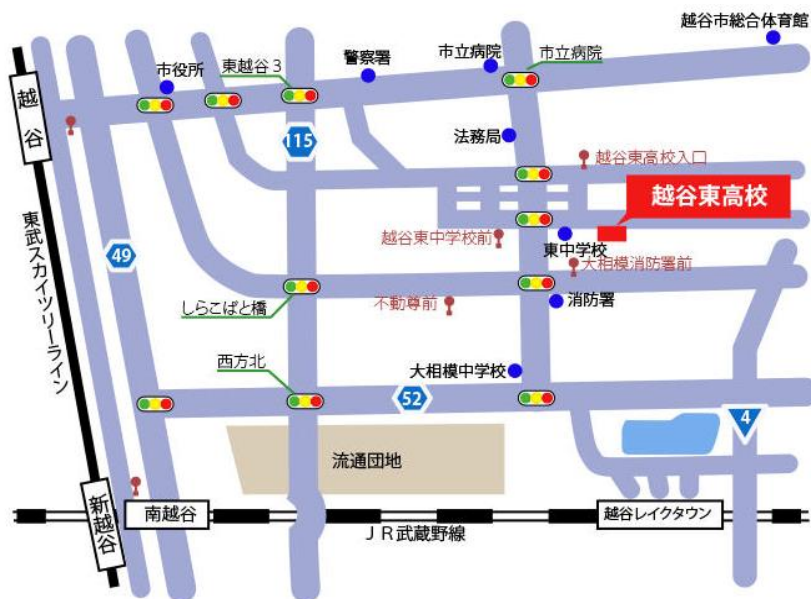 越谷市総合体育館
市立病院
市立病院
東越谷3
警察署
市役所
越谷
115
法務局
越谷東高校入口
越谷東高校
越谷東中学校前
東中学校
大相模消防署前
49
東武スカイツリーライン
しらこばと橋
不動尊前
消防署
西方北
大相模中学校
52
4
流通団地
新越谷
南越谷
越谷レイクタウン
JR武蔵野線